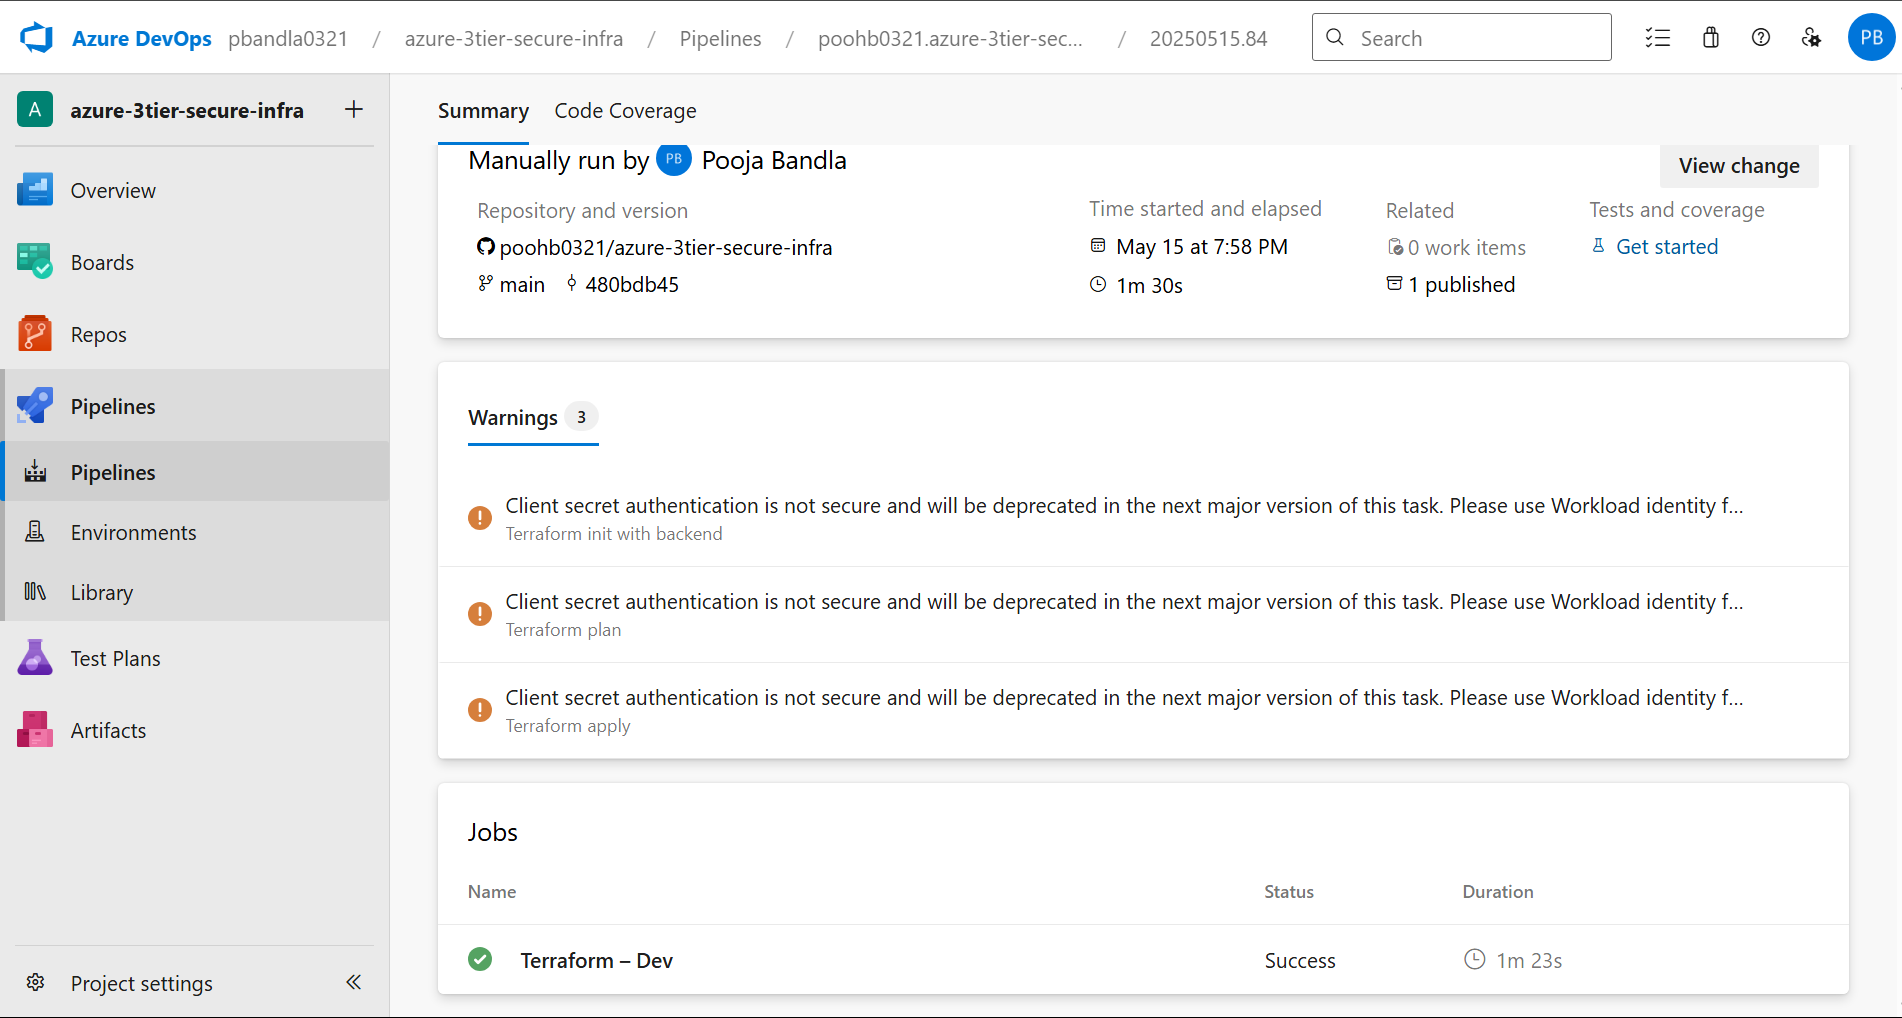 Azure DevOps pbandla0321 / azure-3tier-secure-infra / Pipelines / poohb0321.azure-3tier-sec... / 20250515.84 Search PB
A azure-3tier-secure-infra +
Overview
Boards
Repos
Pipelines
Pipelines
Environments
Library
Test Plans
Artifacts
Project settings
Summary Code Coverage
Manually run by PB Pooja Bandla
View change
Repository and version
poohb0321/azure-3tier-secure-infra
main 480bdb45
Time started and elapsed
May 15 at 7:58 PM
1m 30s
Related
0 work items
1 published
Tests and coverage
Get started
Warnings 3
Client secret authentication is not secure and will be deprecated in the next major version of this task. Please use Workload identity f...
Terraform init with backend
Client secret authentication is not secure and will be deprecated in the next major version of this task. Please use Workload identity f...
Terraform plan
Client secret authentication is not secure and will be deprecated in the next major version of this task. Please use Workload identity f...
Terraform apply
Jobs
Name Status Duration
Terraform – Dev Success 1m 23s